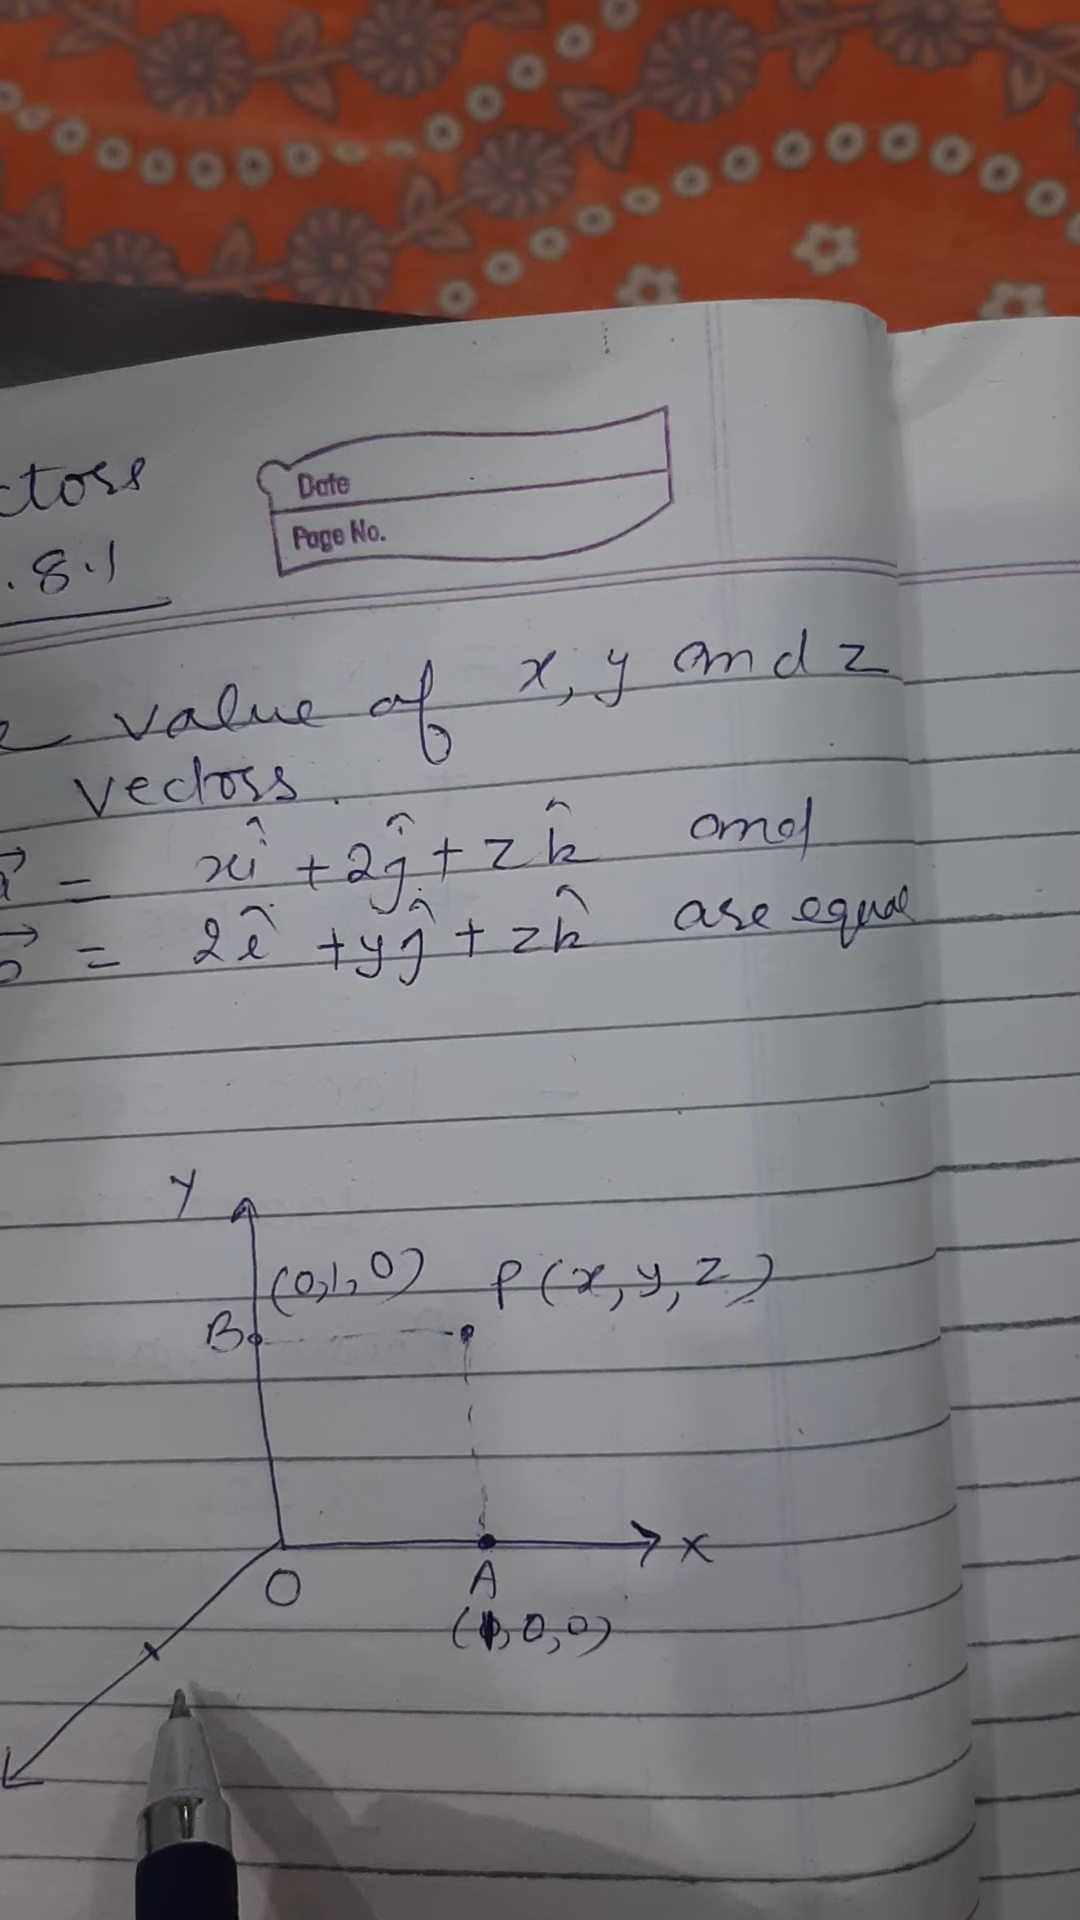 Date
Page No.
.8.1
value of x, y and z
vectors.
= xî + 2ĵ + zk̂ and
= 2î + yĵ + zk̂ are equal
Y
(0,1,0) P(x, y, z)
B
X
O A
(1,0,0)